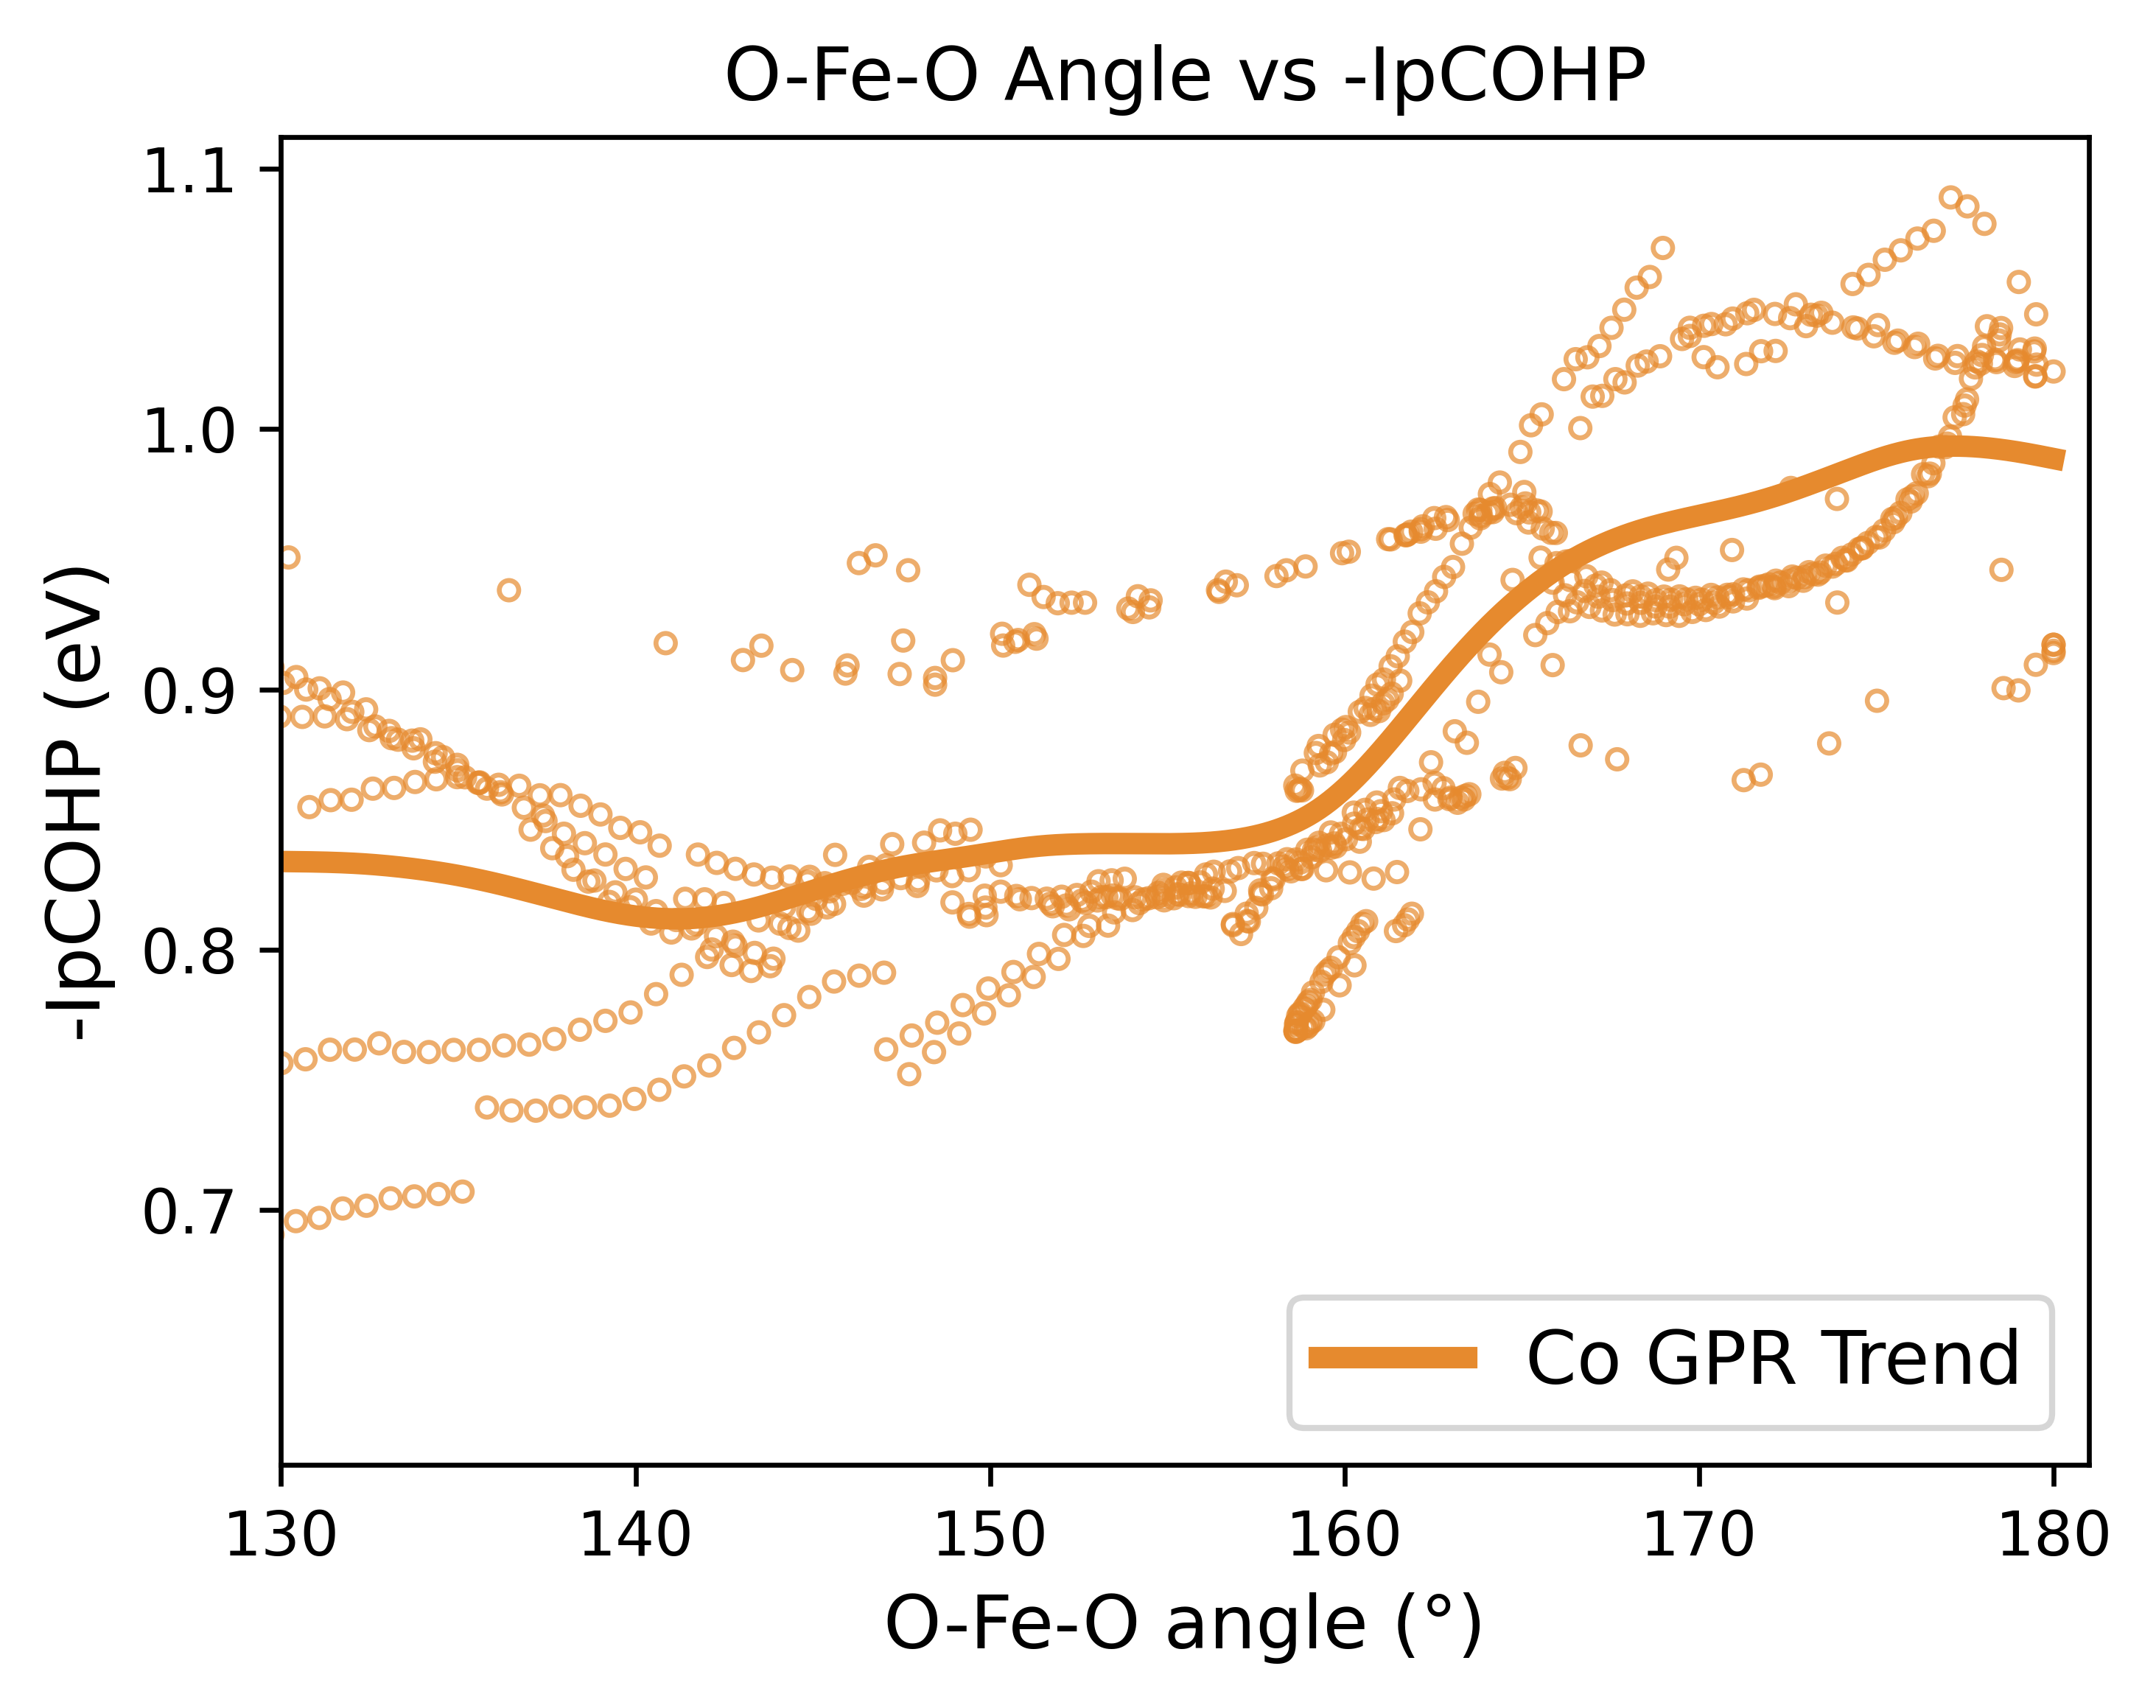 O-Fe-O Angle vs -IpCOHP
1.1
1.0
0.9
0.8
0.7
-IpCOHP (eV)
Co GPR Trend
130 140 150 160 170 180
O-Fe-O angle (°)